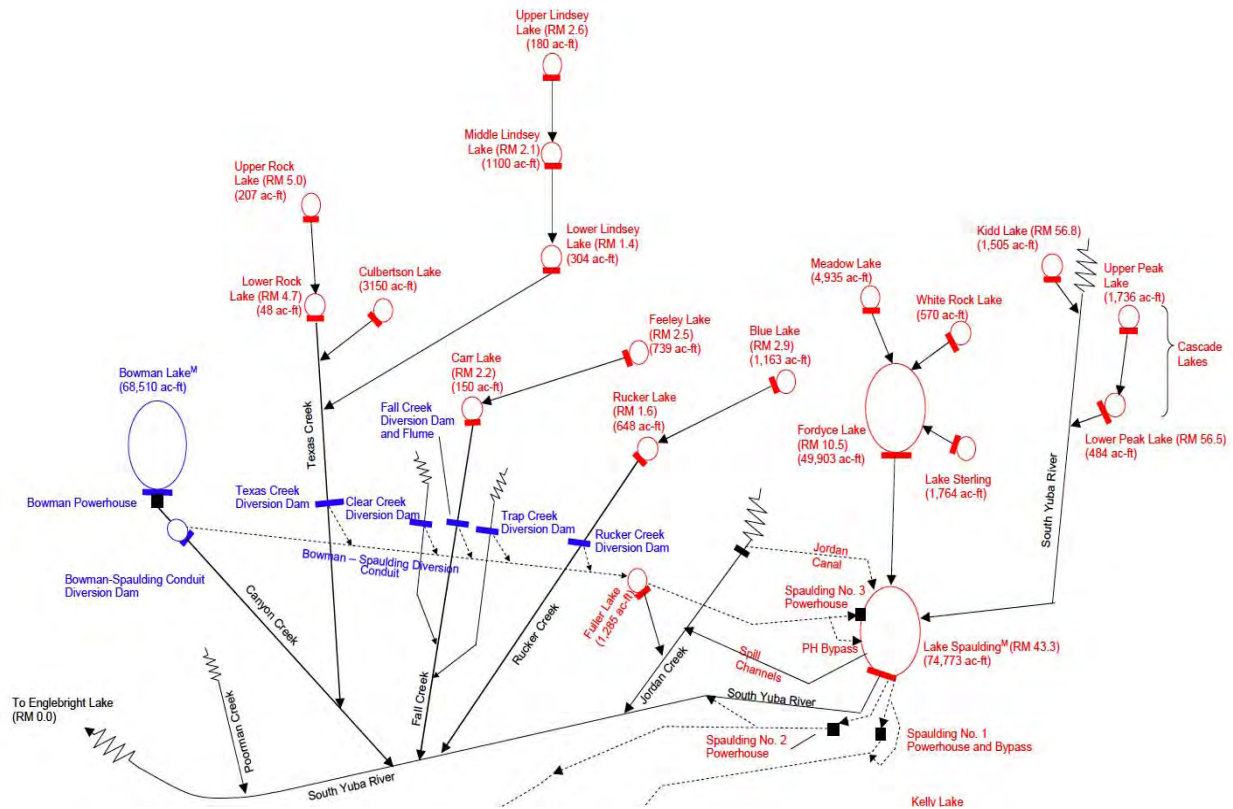 Upper Lindsey
Lake (RM 2.6)
(180 ac-ft)
Middle Lindsey
Lake (RM 2.1)
(1100 ac-ft)
Upper Rock
Lake (RM 5.0)
(207 ac-ft)
Lower Lindsey
Lake (RM 1.4)
(304 ac-ft)
Kidd Lake (RM 56.8)
(1,505 ac-ft)
Lower Rock
Lake (RM 4.7)
(48 ac-ft)
Culbertson Lake
(3150 ac-ft)
Meadow Lake
(4,935 ac-ft)
Upper Peak
Lake
(1,736 ac-ft)
White Rock Lake
(570 ac-ft)
Feeley Lake
(RM 2.5)
(739 ac-ft)
Blue Lake
(RM 2.9)
(1,163 ac-ft)
Cascade
Lakes
Bowman Lakeᴹ
(68,510 ac-ft)
Carr Lake
(RM 2.2)
(150 ac-ft)
Rucker Lake
(RM 1.6)
(648 ac-ft)
Fall Creek
Diversion Dam
and Flume
Fordyce Lake
(RM 10.5)
(49,903 ac-ft)
Lower Peak Lake (RM 56.5)
(484 ac-ft)
Texas Creek
Lake Sterling
(1,764 ac-ft)
Bowman Powerhouse
Texas Creek
Diversion Dam
Clear Creek
Diversion Dam
Trap Creek
Diversion Dam
Rucker Creek
Diversion Dam
South Yuba River
Bowman – Spaulding Diversion
Conduit
Jordan
Canal
Bowman-Spaulding Conduit
Diversion Dam
Canyon Creek
Spaulding No. 3
Powerhouse
Fuller Lake
(1,285 ac-ft)
Rucker Creek
PH Bypass
Lake Spauldingᴹ (RM 43.3)
(74,773 ac-ft)
Spill
Channels
Jordan Creek
Fall Creek
Poorman Creek
South Yuba River
To Englebright Lake
(RM 0.0)
Spaulding No. 2
Powerhouse
Spaulding No. 1
Powerhouse and Bypass
South Yuba River
Kelly Lake